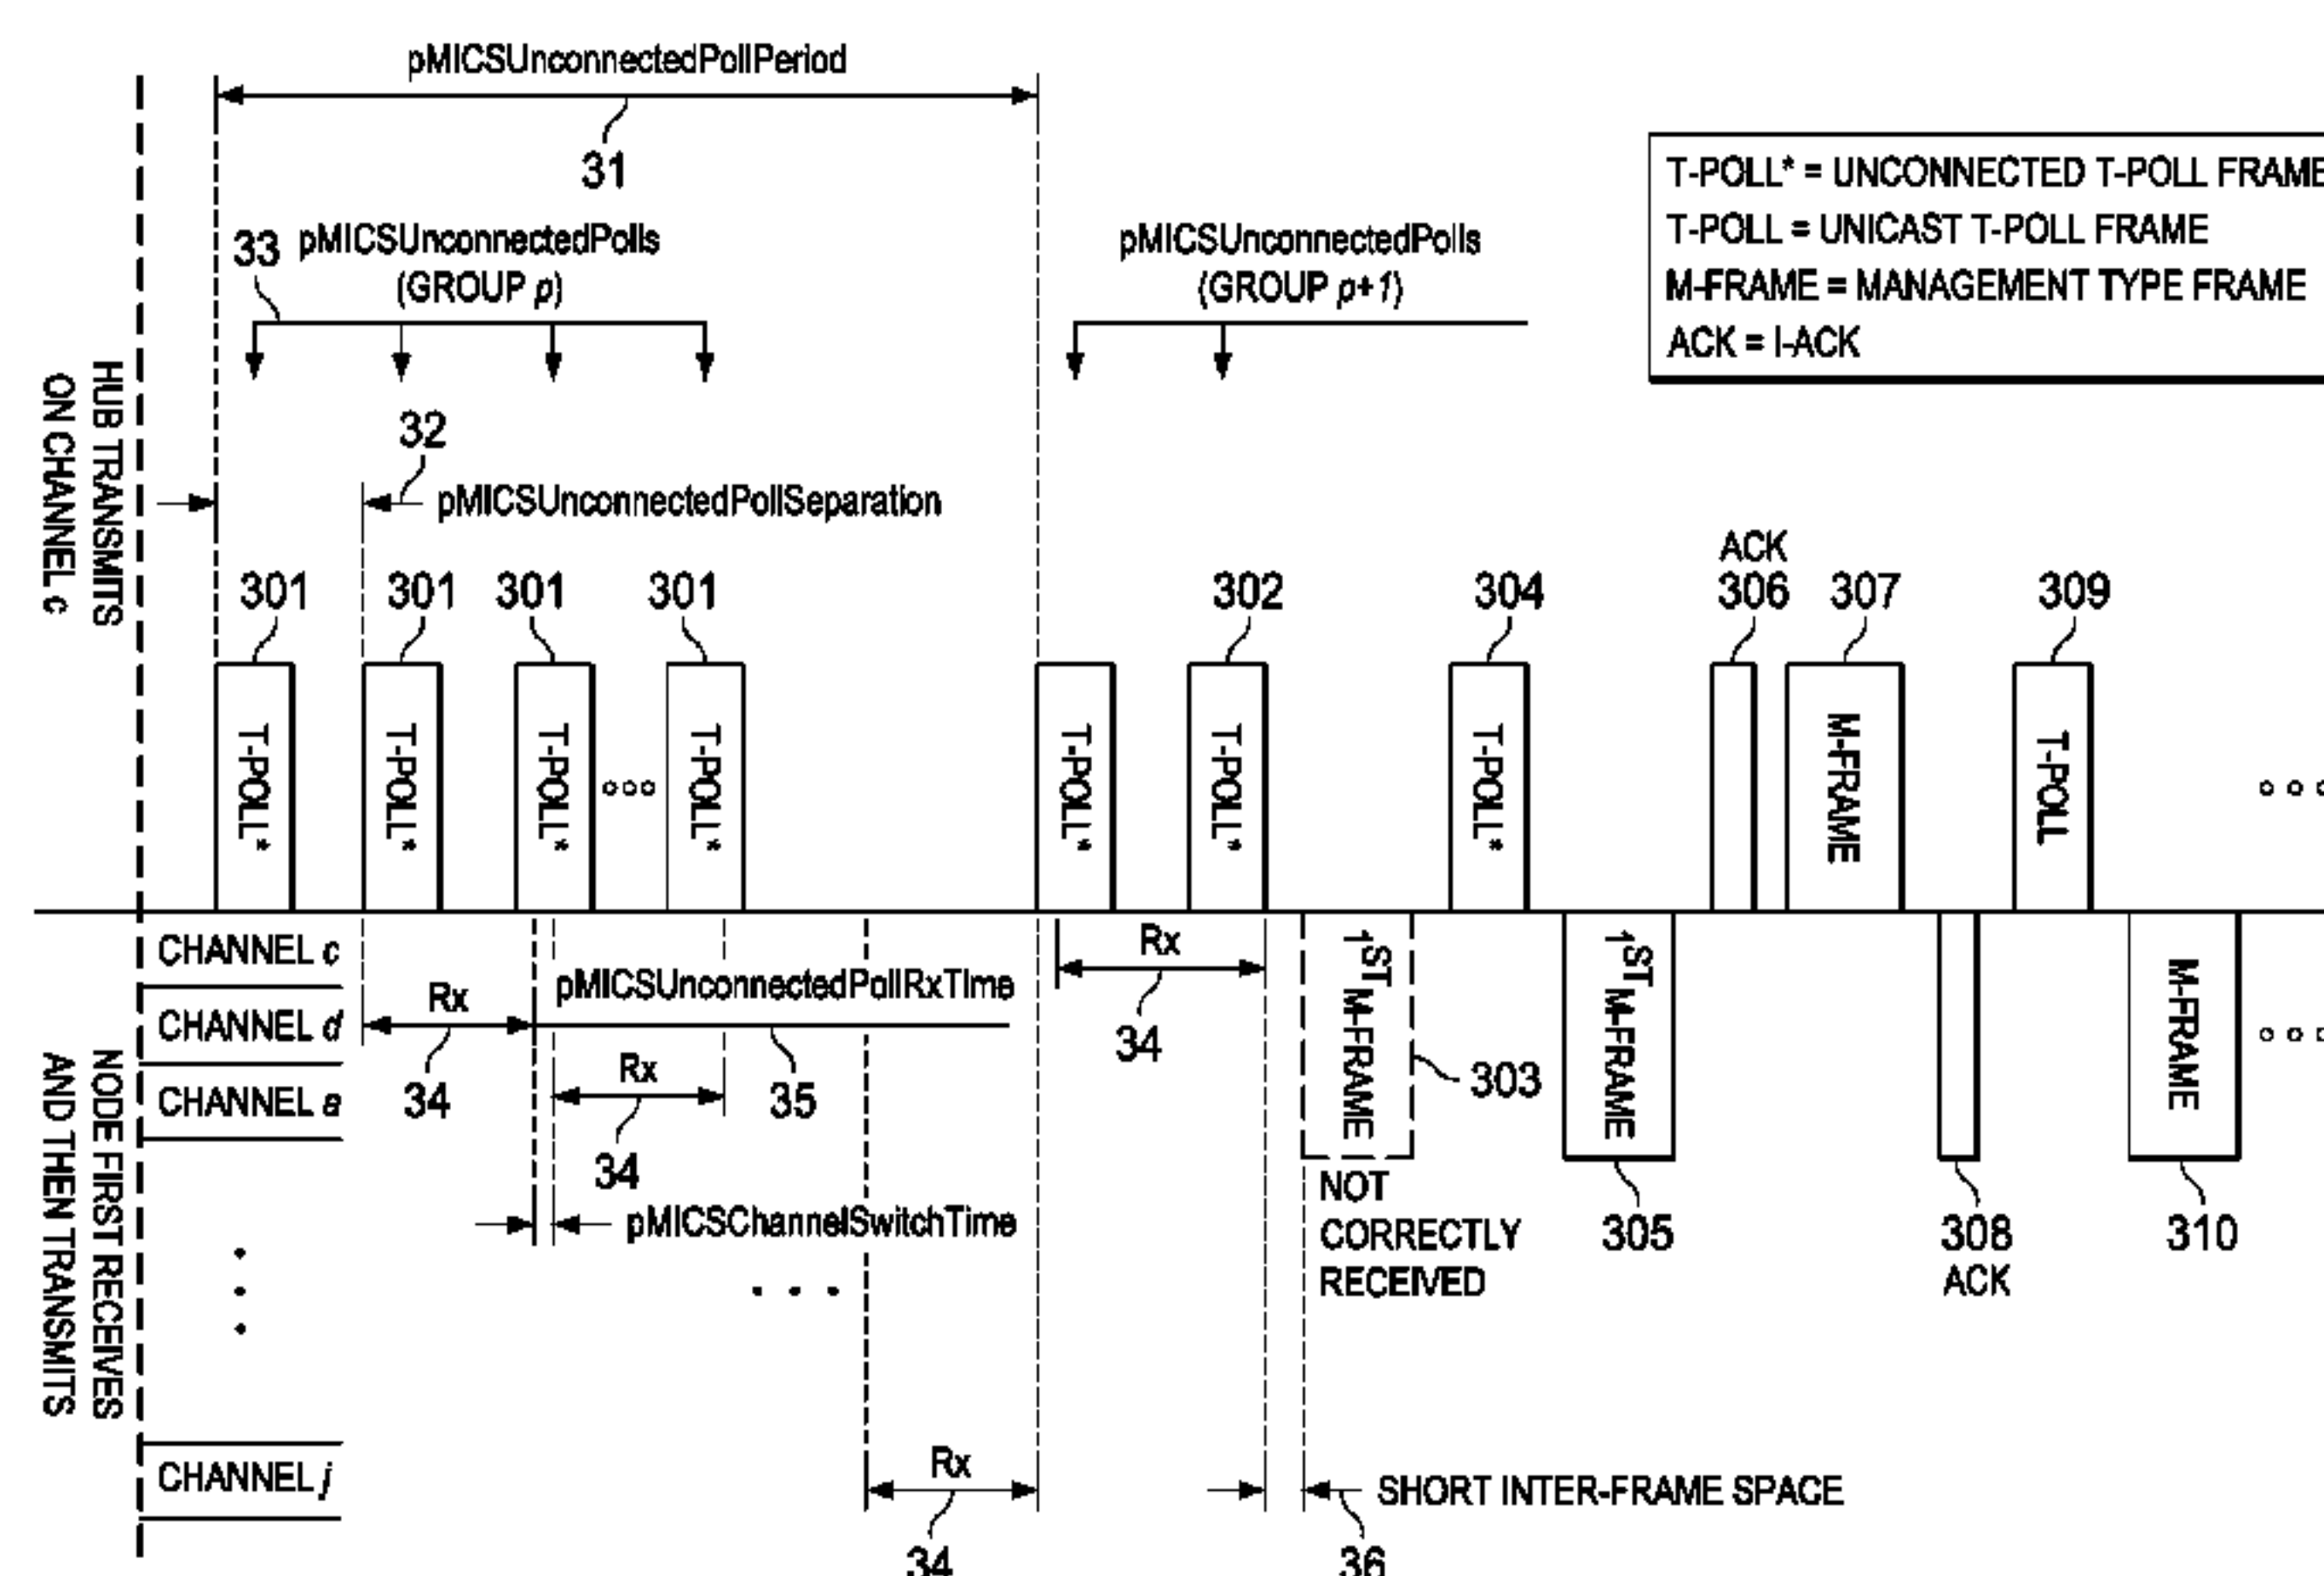 pMICSUnconnectedPollPeriod
31
T-POLL* = UNCONNECTED T-POLL FRAME
T-POLL = UNICAST T-POLL FRAME
M-FRAME = MANAGEMENT TYPE FRAME
ACK = I-ACK
33
pMICSUnconnectedPolls
(GROUP p)
pMICSUnconnectedPolls
(GROUP p+1)
HUB TRANSMITS
ON CHANNEL c
32
pMICSUnconnectedPollSeparation
301
301
301
301
302
304
ACK
306
307
309
T-POLL*
T-POLL*
T-POLL*
T-POLL*
T-POLL*
T-POLL*
T-POLL*
M-FRAME
T-POLL
NODE FIRST RECEIVES
AND THEN TRANSMITS
CHANNEL c
CHANNEL d
CHANNEL e
CHANNEL j
Rx
34
pMICSUnconnectedPollRxTime
35
Rx
34
pMICSChannelSwitchTime
Rx
34
Rx
34
1ST
M-FRAME
303
NOT
CORRECTLY
RECEIVED
1ST
M-FRAME
305
308
ACK
M-FRAME
310
SHORT INTER-FRAME SPACE
36